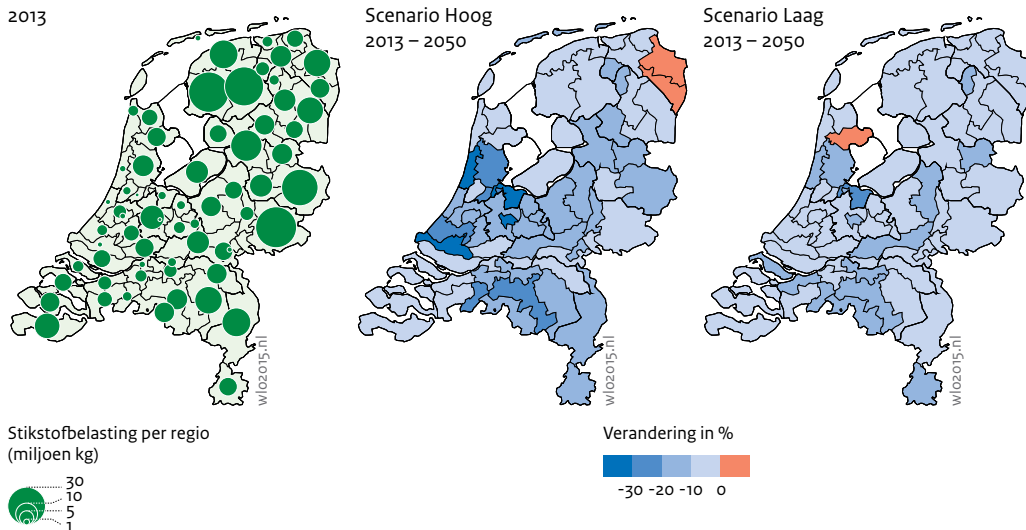 2013
Scenario Hoog
2013 – 2050
Scenario Laag
2013 – 2050
wlo2015.nl
wlo2015.nl
wlo2015.nl
Stikstofbelasting per regio
(miljoen kg)
30
10
5
1
Verandering in %
-30 -20 -10 0